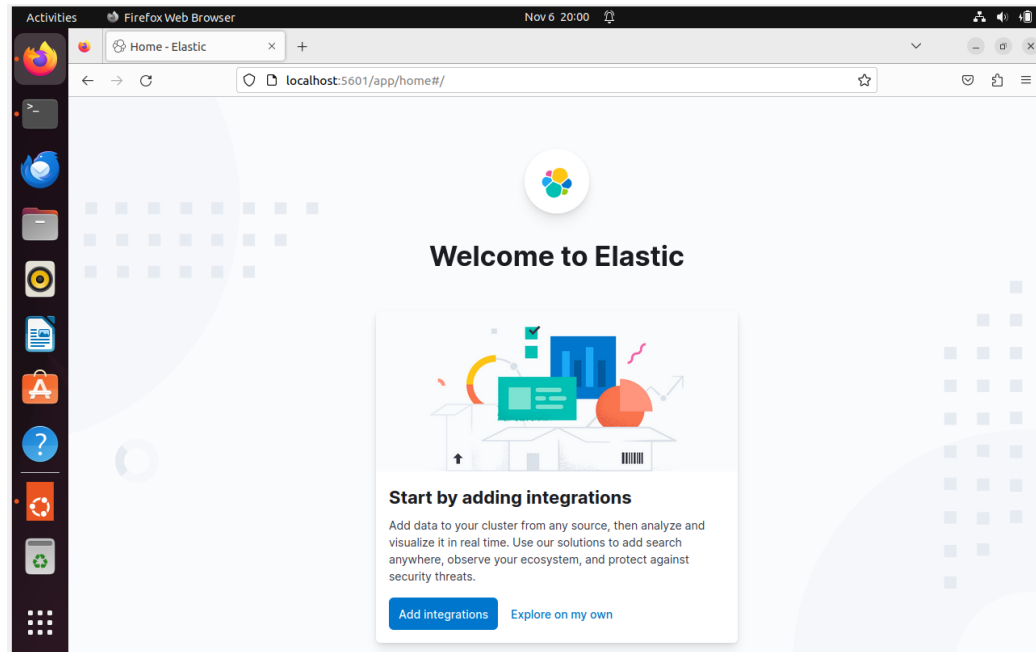 Activities Firefox Web Browser Nov 6 20:00
Home - Elastic
localhost:5601/app/home#/
Welcome to Elastic
Start by adding integrations
Add data to your cluster from any source, then analyze and
visualize it in real time. Use our solutions to add search
anywhere, observe your ecosystem, and protect against
security threats.
Add integrations Explore on my own